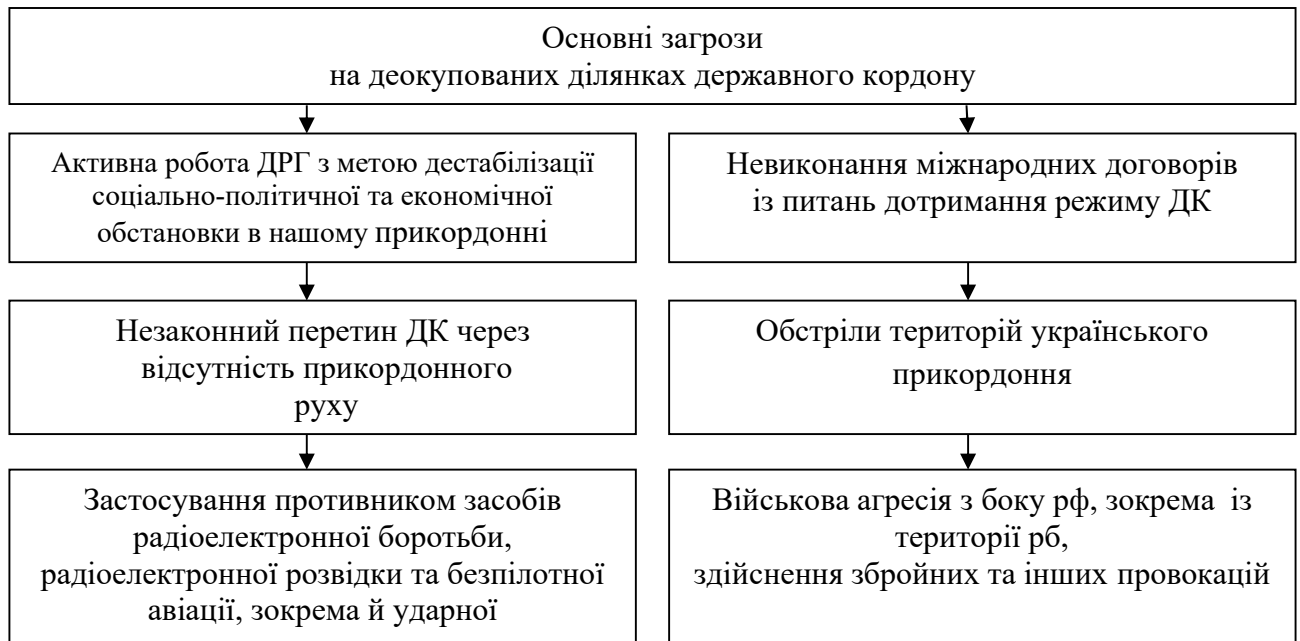 Основні загрози
на деокупованих ділянках державного кордону
Активна робота ДРГ з метою дестабілізації
соціально-політичної та економічної
обстановки в нашому прикордонні
Невиконання міжнародних договорів
із питань дотримання режиму ДК
Незаконний перетин ДК через
відсутність прикордонного
руху
Обстріли територій українського
прикордоння
Застосування противником засобів
радіоелектронної боротьби,
радіоелектронної розвідки та безпілотної
авіації, зокрема й ударної
Військова агресія з боку рф, зокрема із
території рб,
здійснення збройних та інших провокацій